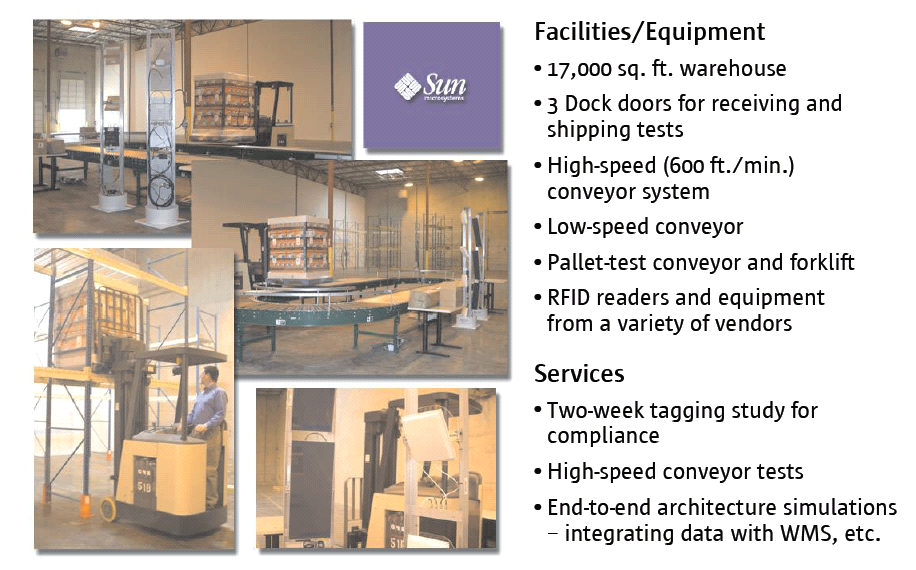 Sun
microsystems
Facilities/Equipment
• 17,000 sq. ft. warehouse
• 3 Dock doors for receiving and
shipping tests
• High-speed (600 ft./min.)
conveyor system
• Low-speed conveyor
• Pallet-test conveyor and forklift
• RFID readers and equipment
from a variety of vendors
Services
• Two-week tagging study for
compliance
• High-speed conveyor tests
• End-to-end architecture simulations
– integrating data with WMS, etc.
518